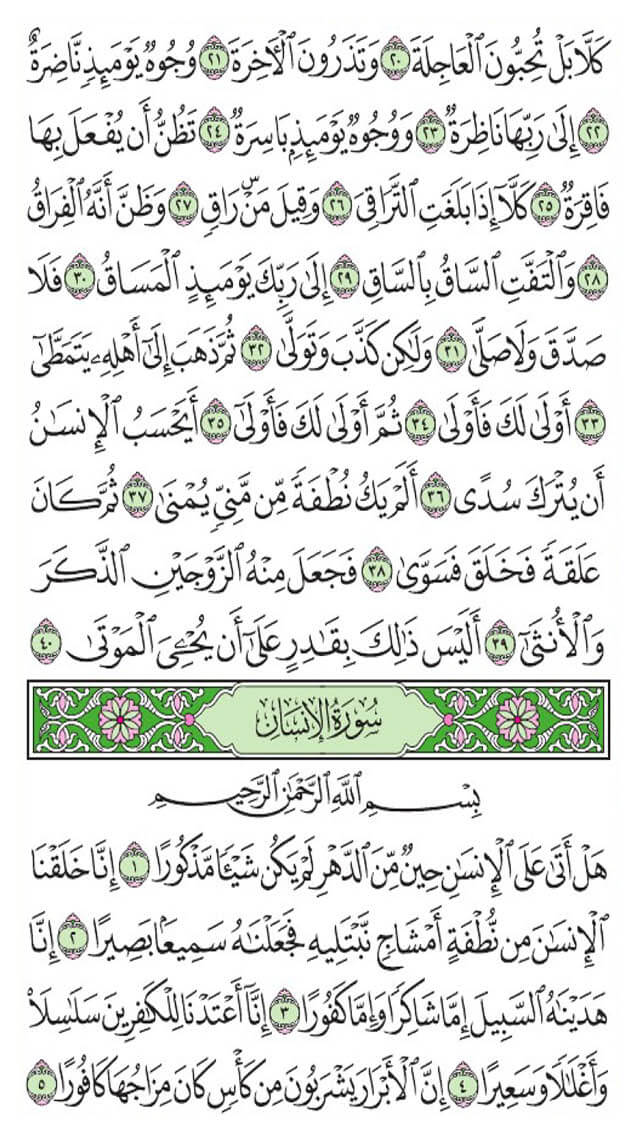 كَلَّا بَلْ تُحِبُّونَ ٱلْعَاجِلَةَ ٢٠ وَتَذَرُونَ ٱلْأٓخِرَةَ ٢١ وُجُوهٌ يَوْمَئِذٍ نَّاضِرَةٌ
٢٢ إِلَىٰ رَبِّهَا نَاظِرَةٌ ٢٣ وَوُجُوهٌ يَوْمَئِذٍۭ بَاسِرَةٌ ٢٤ تَظُنُّ أَن يُفْعَلَ بِهَا
فَاقِرَةٌ ٢٥ كَلَّآ إِذَا بَلَغَتِ ٱلتَّرَاقِيَ ٢٦ وَقِيلَ مَنْۜ رَاقٍ ٢٧ وَظَنَّ أَنَّهُ ٱلْفِرَاقُ
٢٨ وَٱلْتَفَّتِ ٱلسَّاقُ بِٱلسَّاقِ ٢٩ إِلَىٰ رَبِّكَ يَوْمَئِذٍ ٱلْمَسَاقُ ٣٠ فَلَا
صَدَّقَ وَلَا صَلَّىٰ ٣١ وَلَٰكِن كَذَّبَ وَتَوَلَّىٰ ٣٢ ثُمَّ ذَهَبَ إِلَىٰٓ أَهْلِهِۦ يَتَمَطَّىٰٓ
٣٣ أَوْلَىٰ لَكَ فَأَوْلَىٰ ٣٤ ثُمَّ أَوْلَىٰ لَكَ فَأَوْلَىٰٓ ٣٥ أَيَحْسَبُ ٱلْإِنسَٰنُ
أَن يُتْرَكَ سُدًى ٣٦ أَلَمْ يَكُ نُطْفَةً مِّن مَّنِىٍّ يُمْنَىٰ ٣٧ ثُمَّ كَانَ
عَلَقَةً فَخَلَقَ فَسَوَّىٰ ٣٨ فَجَعَلَ مِنْهُ ٱلزَّوْجَيْنِ ٱلذَّكَرَ
وَٱلْأُنثَىٰٓ ٣٩ أَلَيْسَ ذَٰلِكَ بِقَٰدِرٍ عَلَىٰٓ أَن يُحْـِۧىَ ٱلْمَوْتَىٰ ٤٠
سُورَةُ الإِنسَان
بِسْمِ ٱللَّهِ ٱلرَّحْمَٰنِ ٱلرَّحِيمِ
هَلْ أَتَىٰ عَلَى ٱلْإِنسَٰنِ حِينٌ مِّنَ ٱلدَّهْرِ لَمْ يَكُن شَيْـًٔا مَّذْكُورًا ١ إِنَّا خَلَقْنَا
ٱلْإِنسَٰنَ مِن نُّطْفَةٍ أَمْشَاجٍ نَّبْتَلِيهِ فَجَعَلْنَٰهُ سَمِيعًۢا بَصِيرًا ٢ إِنَّا
هَدَيْنَٰهُ ٱلسَّبِيلَ إِمَّا شَاكِرًا وَإِمَّا كَفُورًا ٣ إِنَّآ أَعْتَدْنَا لِلْكَٰفِرِينَ سَلَٰسِلَا۟
وَأَغْلَٰلًا وَسَعِيرًا ٤ إِنَّ ٱلْأَبْرَارَ يَشْرَبُونَ مِن كَأْسٍ كَانَ مِزَاجُهَا كَافُورًا ٥